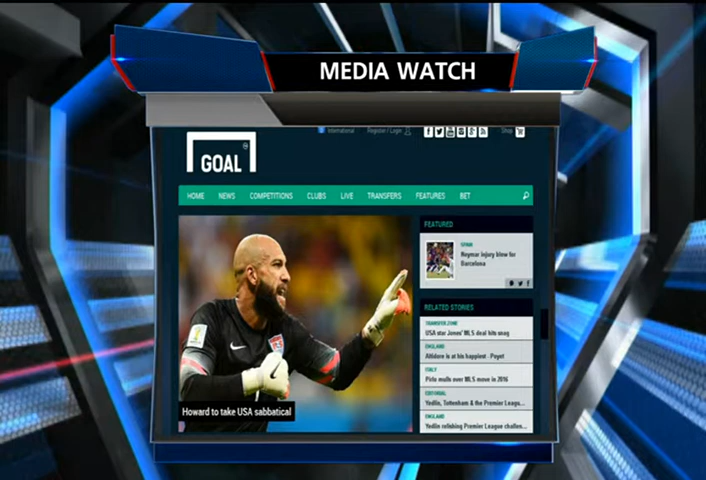 MEDIA WATCH
International Register / Login Shop
GOAL
HOME NEWS COMPETITIONS CLUBS LIVE TRANSFERS FEATURES BET
FEATURED
SPAIN
Neymar injury blow for
Barcelona
RELATED STORIES
TRANSFER ZONE
USA star Jones' MLS deal hits snag
ENGLAND
Altidore is at his happiest - Poyet
ITALY
Pirlo mulls over MLS move in 2016
EDITORIAL
Yedlin, Tottenham & the Premier Leagu...
ENGLAND
Yedlin relishing Premier League challen...
Howard to take USA sabbatical